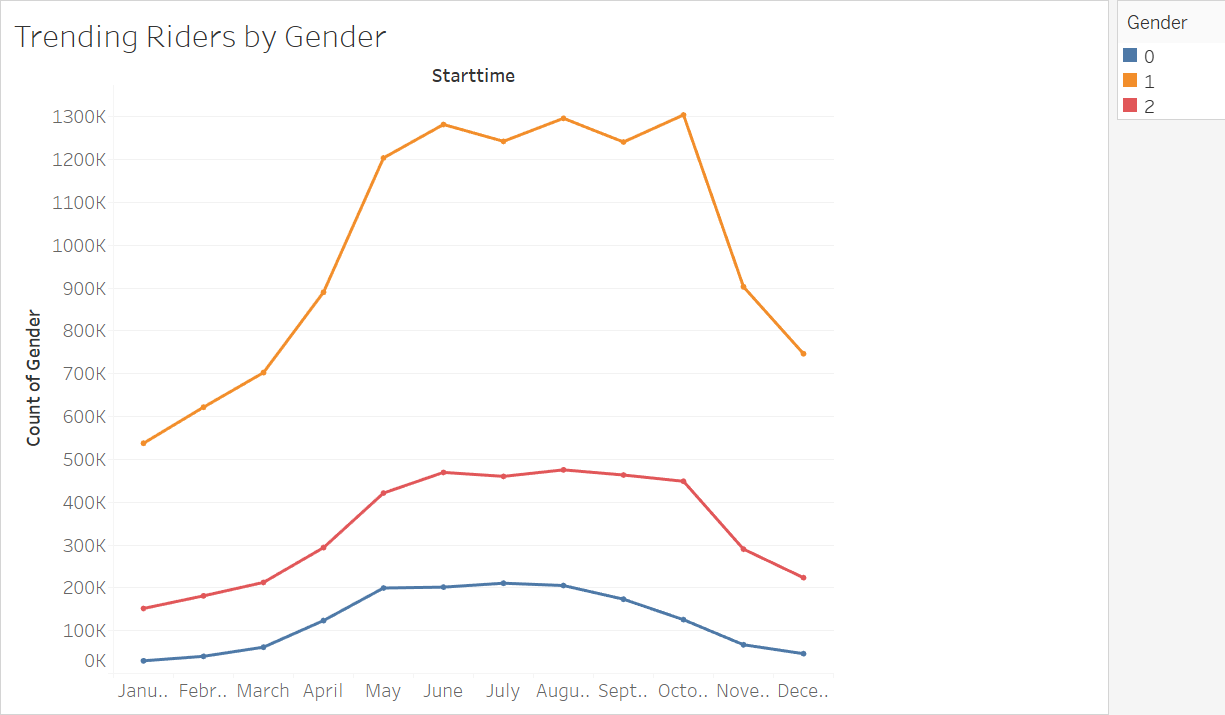 Trending Riders by Gender
Starttime
Count of Gender
1300K
1200K
1100K
1000K
900K
800K
700K
600K
500K
400K
300K
200K
100K
0K
Janu.. Febr.. March April May June July Augu.. Sept.. Octo.. Nove.. Dece..
Gender
0
1
2